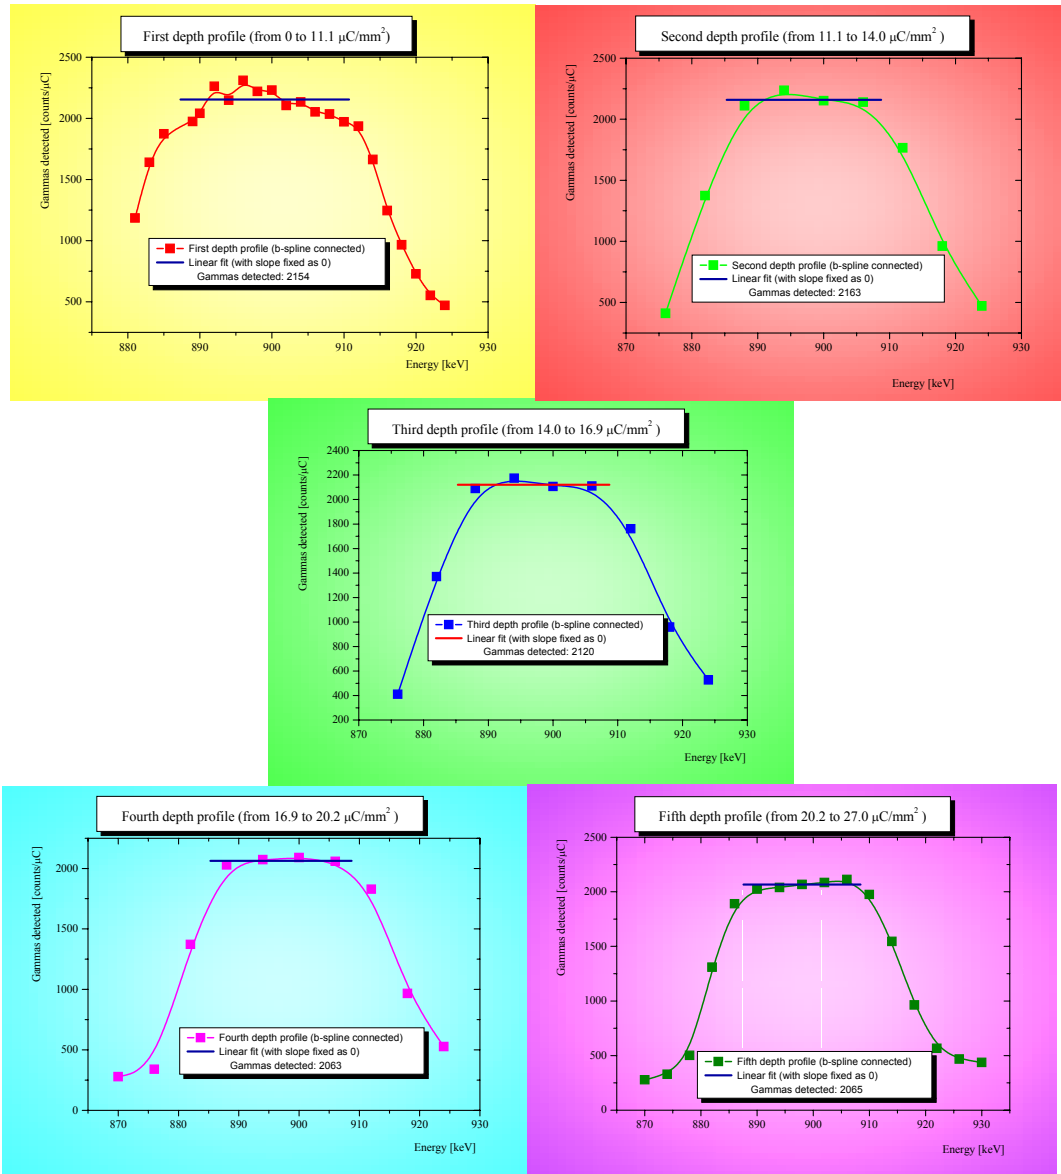 First depth profile (from 0 to 11.1 μC/mm²)
Gammas detected [counts/μC]
2500
2000
1500
1000
500
First depth profile (b-spline connected)
Linear fit (with slope fixed as 0)
Gammas detected: 2154
880 890 900 910 920 930
Energy [keV]
Second depth profile (from 11.1 to 14.0 μC/mm² )
Gammas detected [counts/μC]
2500
2000
1500
1000
500
Second depth profile (b-spline connected)
Linear fit (with slope fixed as 0)
Gammas detected: 2163
870 880 890 900 910 920 930
Energy [keV]
Third depth profile (from 14.0 to 16.9 μC/mm² )
Gammas detected [counts/μC]
2400
2200
2000
1800
1600
1400
1200
1000
800
600
400
200
Third depth profile (b-spline connected)
Linear fit (with slope fixed as 0)
Gammas detected: 2120
870 880 890 900 910 920 930
Energy [keV]
Fourth depth profile (from 16.9 to 20.2 μC/mm² )
Gammas detected [counts/μC]
2000
1500
1000
500
0
Fourth depth profile (b-spline connected)
Linear fit (with slope fixed as 0)
Gammas detected: 2063
870 880 890 900 910 920 930
Energy [keV]
Fifth depth profile (from 20.2 to 27.0 μC/mm² )
Gammas detected [counts/μC]
2500
2000
1500
1000
500
0
Fifth depth profile (b-spline connected)
Linear fit (with slope fixed as 0)
Gammas detected: 2065
870 880 890 900 910 920 930
Energy [keV]